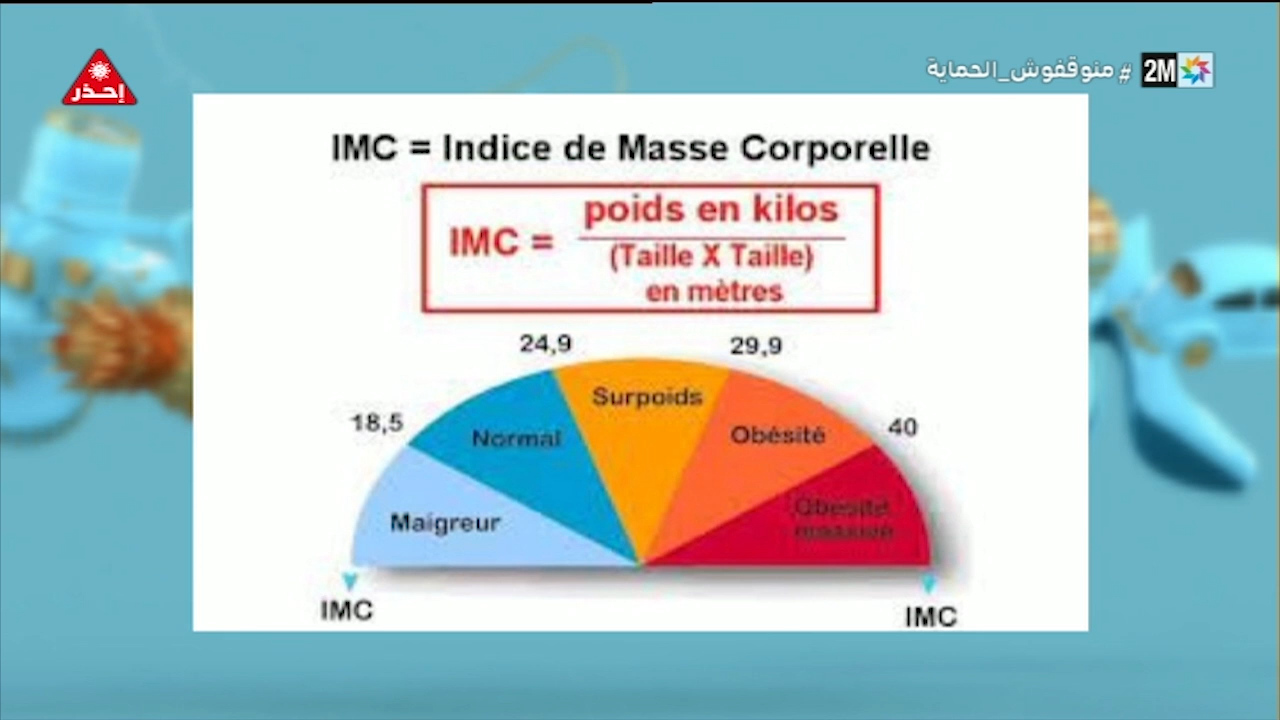 إحـذر
# منوقفوش_الحماية
2M
IMC = Indice de Masse Corporelle
IMC =
poids en kilos
(Taille X Taille)
en mètres
24,9
29,9
18,5
40
Surpoids
Normal
Obésité
Maigreur
Obésité
massive
IMC
IMC